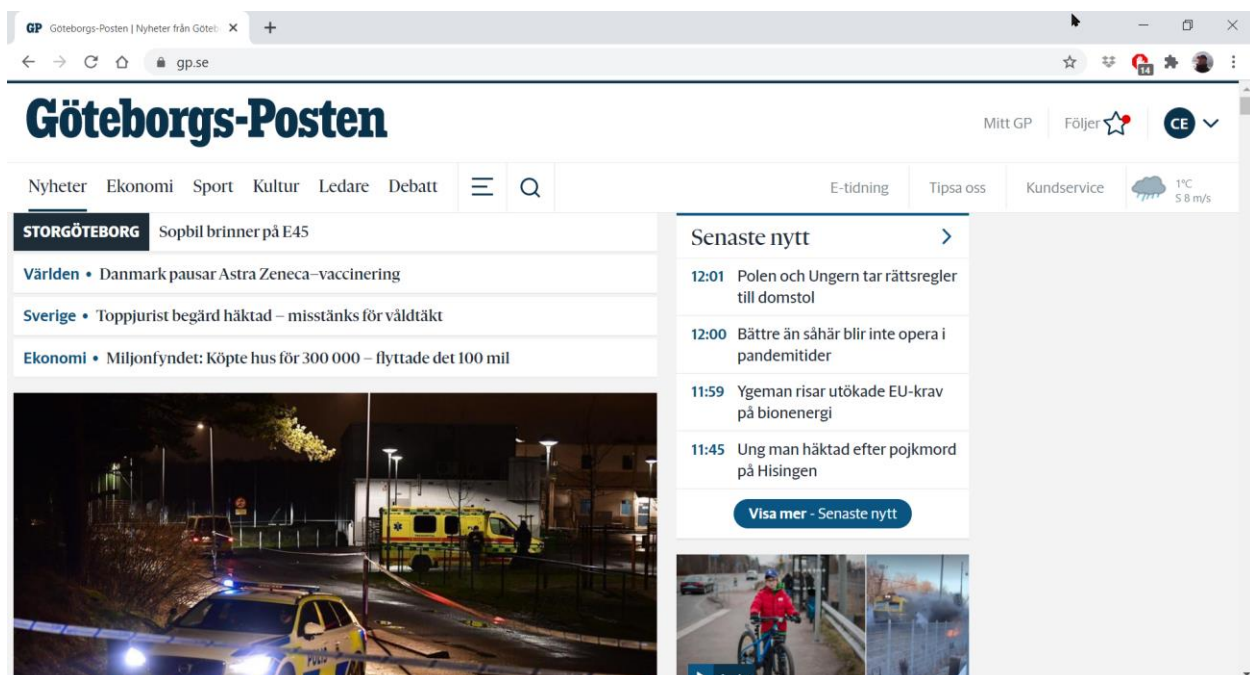 GP Göteborgs-Posten | Nyheter från Göteb
gp.se
14
Göteborgs-Posten
Mitt GP
Följer
CE
Nyheter Ekonomi Sport Kultur Ledare Debatt
E-tidning Tipsa oss Kundservice
1°C
S 8 m/s
STORGÖTEBORG Sopbil brinner på E45
Världen • Danmark pausar Astra Zeneca–vaccinering
Sverige • Toppjurist begärd häktad – misstänks för våldtäkt
Ekonomi • Miljonfyndet: Köpte hus för 300 000 – flyttade det 100 mil
POLIS
Senaste nytt
12:01 Polen och Ungern tar rättsregler
till domstol
12:00 Bättre än såhär blir inte opera i
pandemitider
11:59 Ygeman risar utökade EU-krav
på bionenergi
11:45 Ung man häktad efter pojkmord
på Hisingen
Visa mer - Senaste nytt